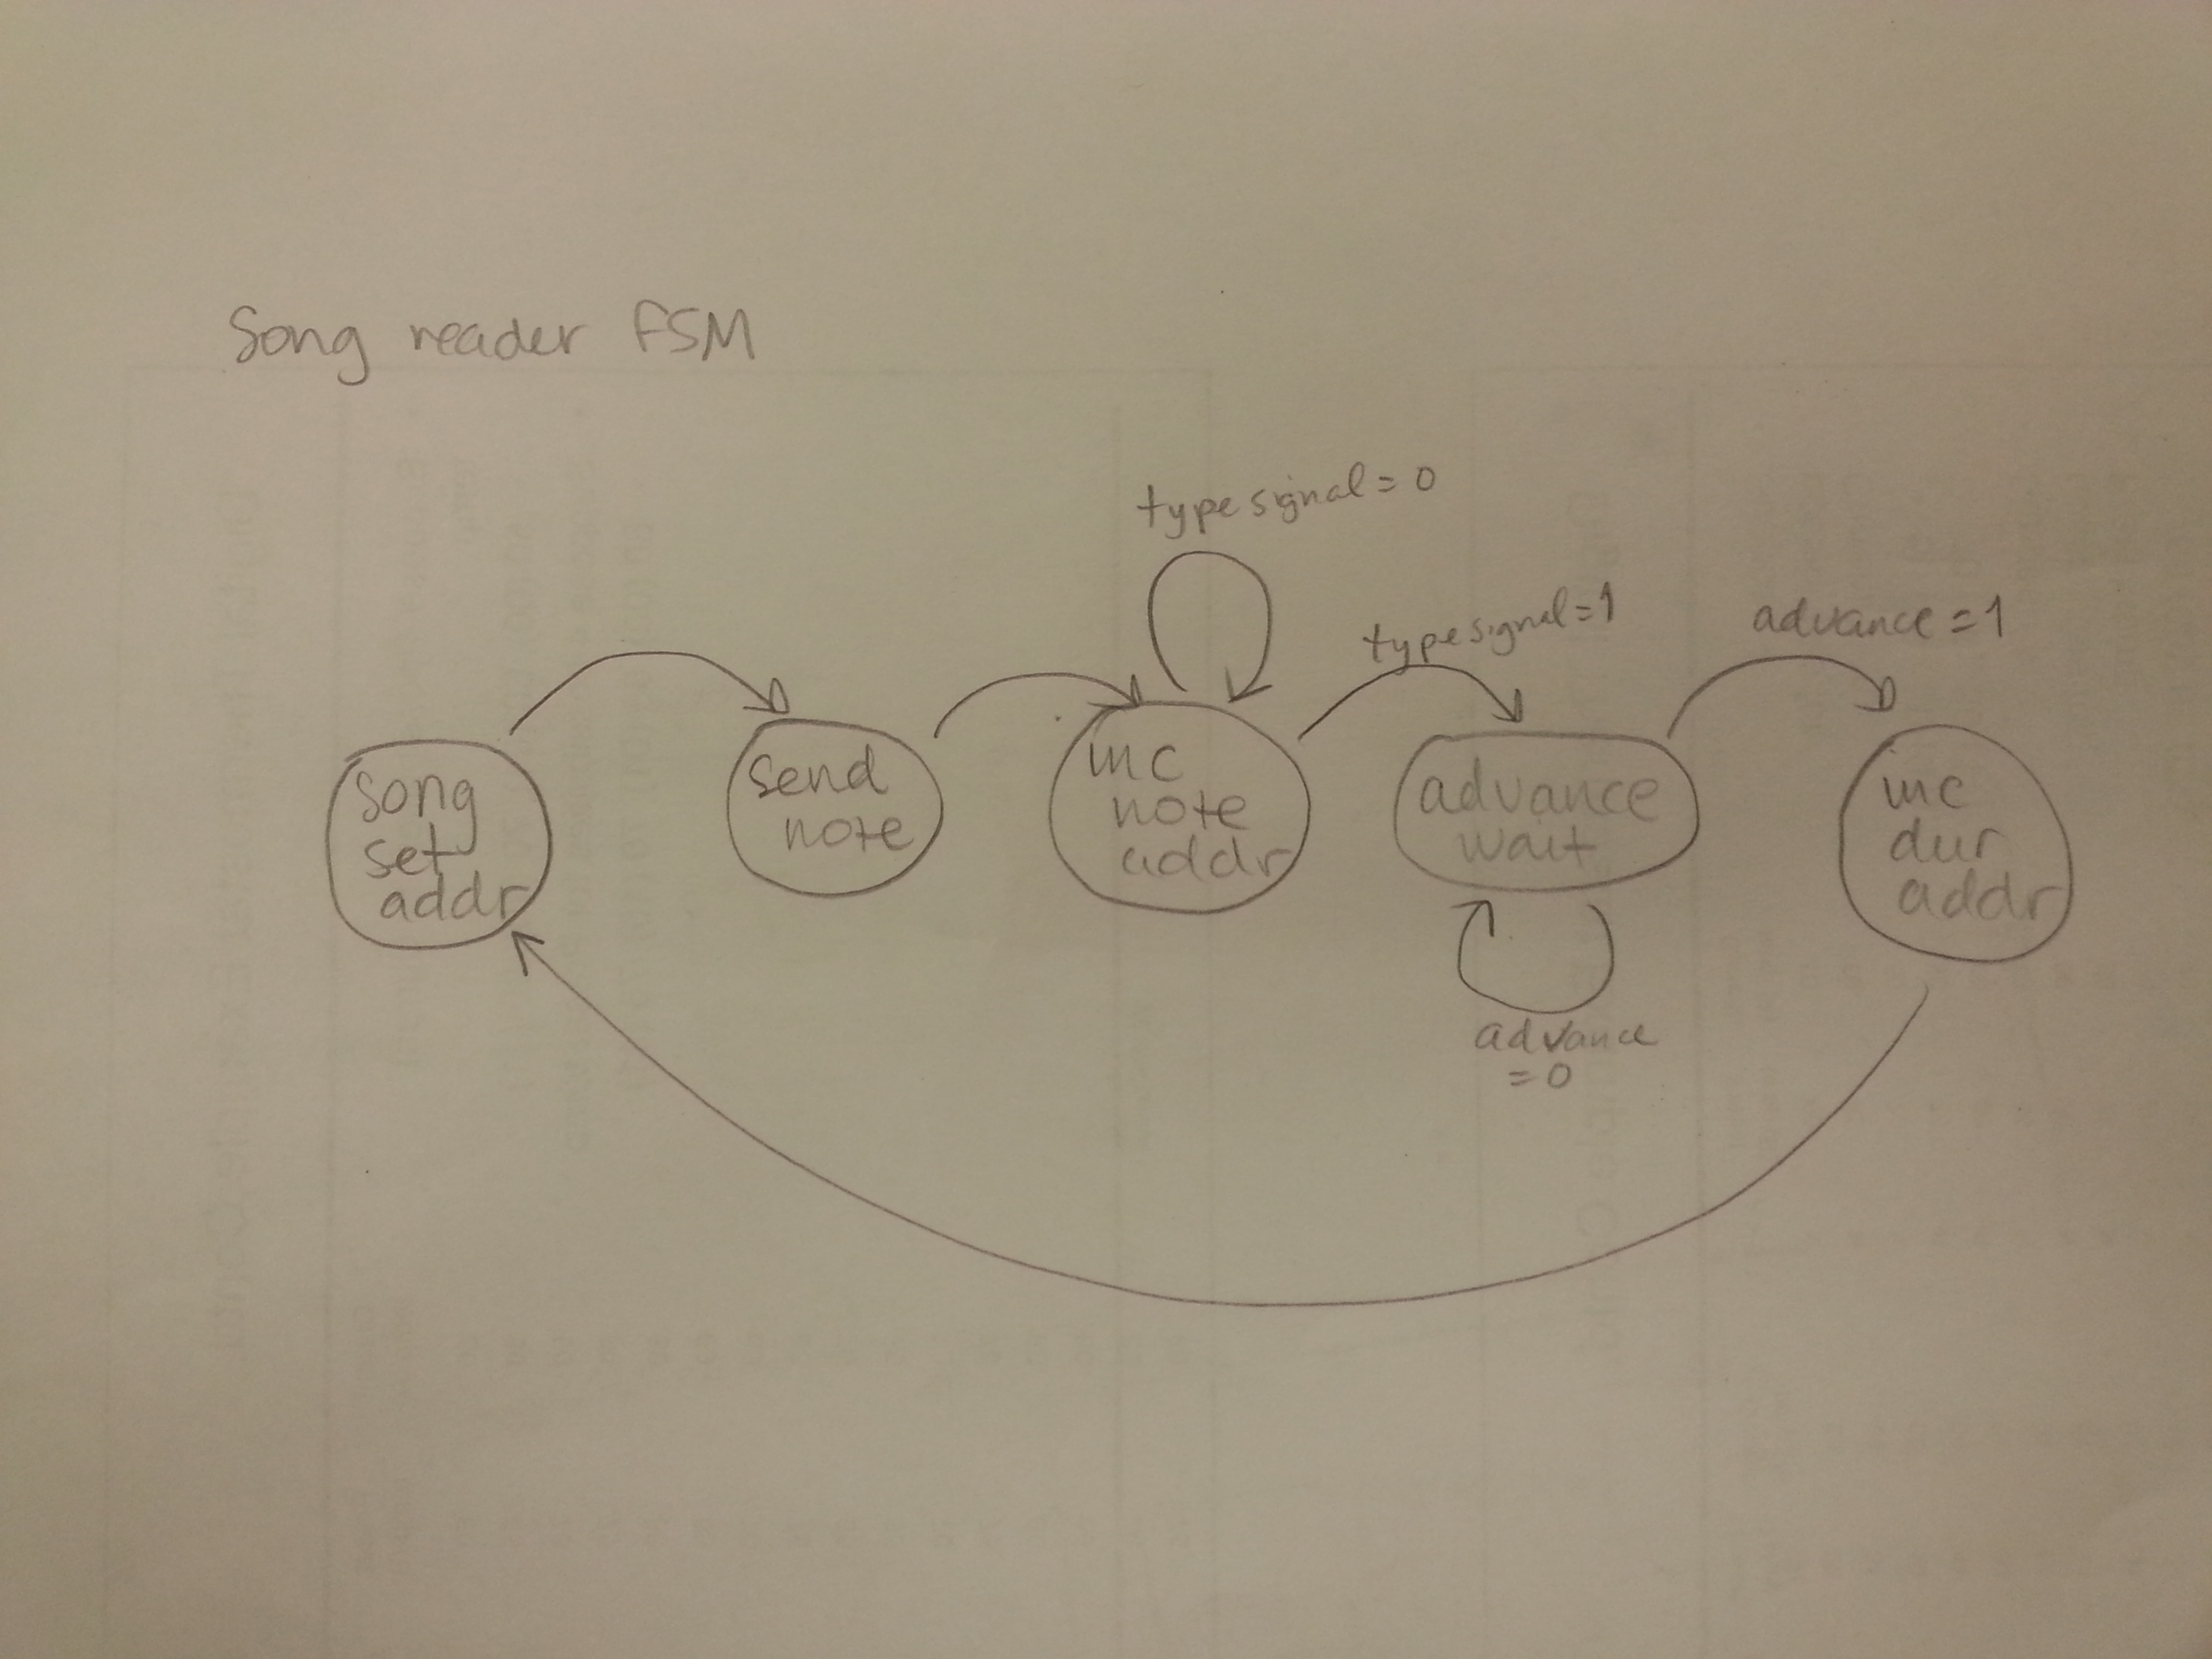 Song reader FSM
typesignal = 0
typesignal=1
advance = 1
song
set
addr
send
note
inc
note
addr
advance
wait
inc
dur
addr
advance
= 0